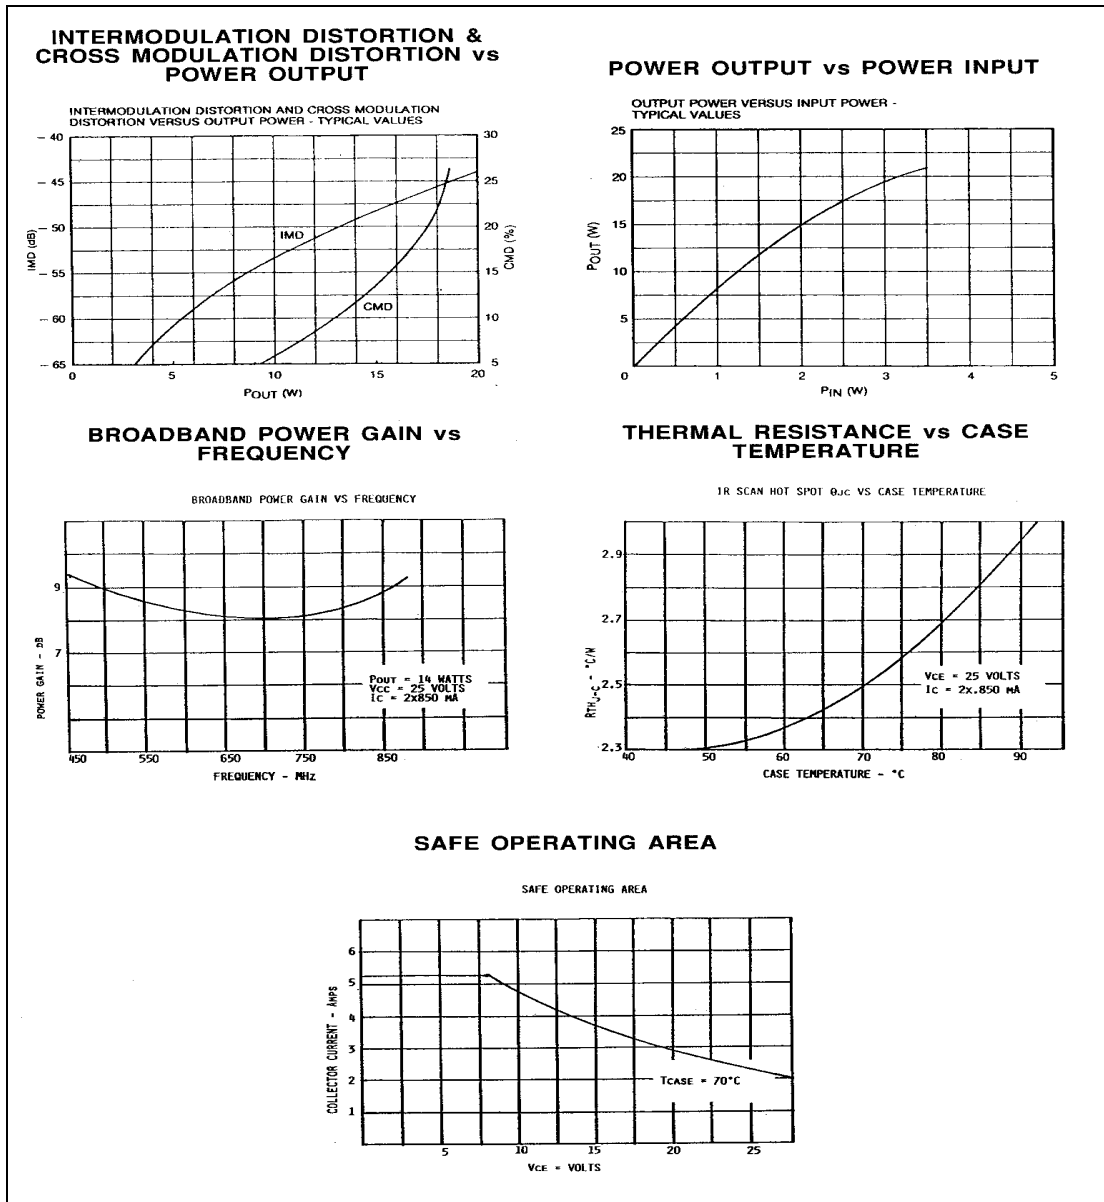 INTERMODULATION DISTORTION &
CROSS MODULATION DISTORTION vs
POWER OUTPUT
INTERMODULATION DISTORTION AND CROSS MODULATION
DISTORTION VERSUS OUTPUT POWER - TYPICAL VALUES
-40
-45
-50
-55
-60
-65
IMD (dB)
30
25
20
15
10
5
CMD (%)
IMD
CMD
0 5 10 15 20
POUT (W)
POWER OUTPUT vs POWER INPUT
OUTPUT POWER VERSUS INPUT POWER -
TYPICAL VALUES
25
20
15
10
5
POUT (W)
0 1 2 3 4 5
PIN (W)
BROADBAND POWER GAIN vs
FREQUENCY
BROADBAND POWER GAIN VS FREQUENCY
9
7
POWER GAIN - DB
POUT = 14 WATTS
VCC = 25 VOLTS
IC = 2x850 MA
450 550 650 750 850
FREQUENCY - MHz
THERMAL RESISTANCE vs CASE
TEMPERATURE
IR SCAN HOT SPOT θJC VS CASE TEMPERATURE
2.9
2.7
2.5
2.3
RTHJ-C - °C/W
VCE = 25 VOLTS
IC = 2x.850 MA
40 50 60 70 80 90
CASE TEMPERATURE - °C
SAFE OPERATING AREA
SAFE OPERATING AREA
6
5
4
3
2
1
COLLECTOR CURRENT - AMPS
TCASE = 70°C
5 10 15 20 25
VCE = VOLTS